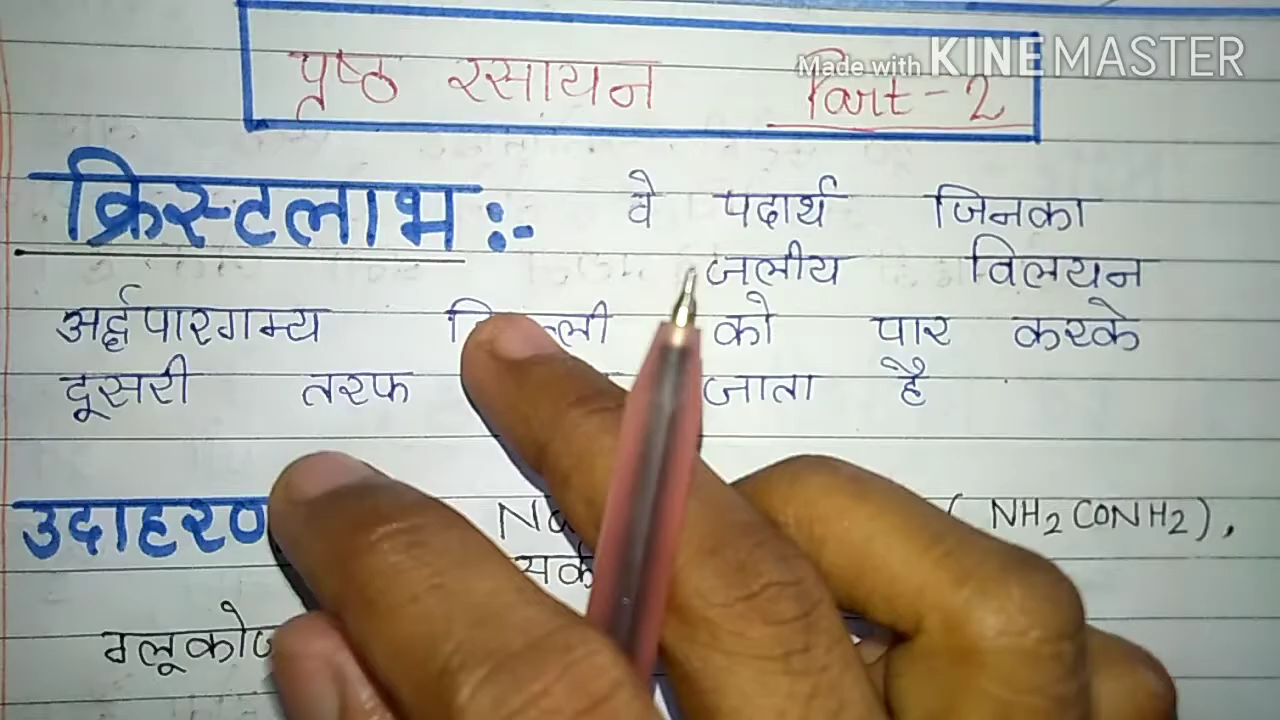 Made with KINEMASTER
पृष्ठ रसायन Part-2
क्रिस्टलाभ :- वे पदार्थ जिनका
जलीय विलयन
अर्द्धपारगम्य को पार करके
दूसरी तरफ जाता है
उदाहरण (NH2CONH2),